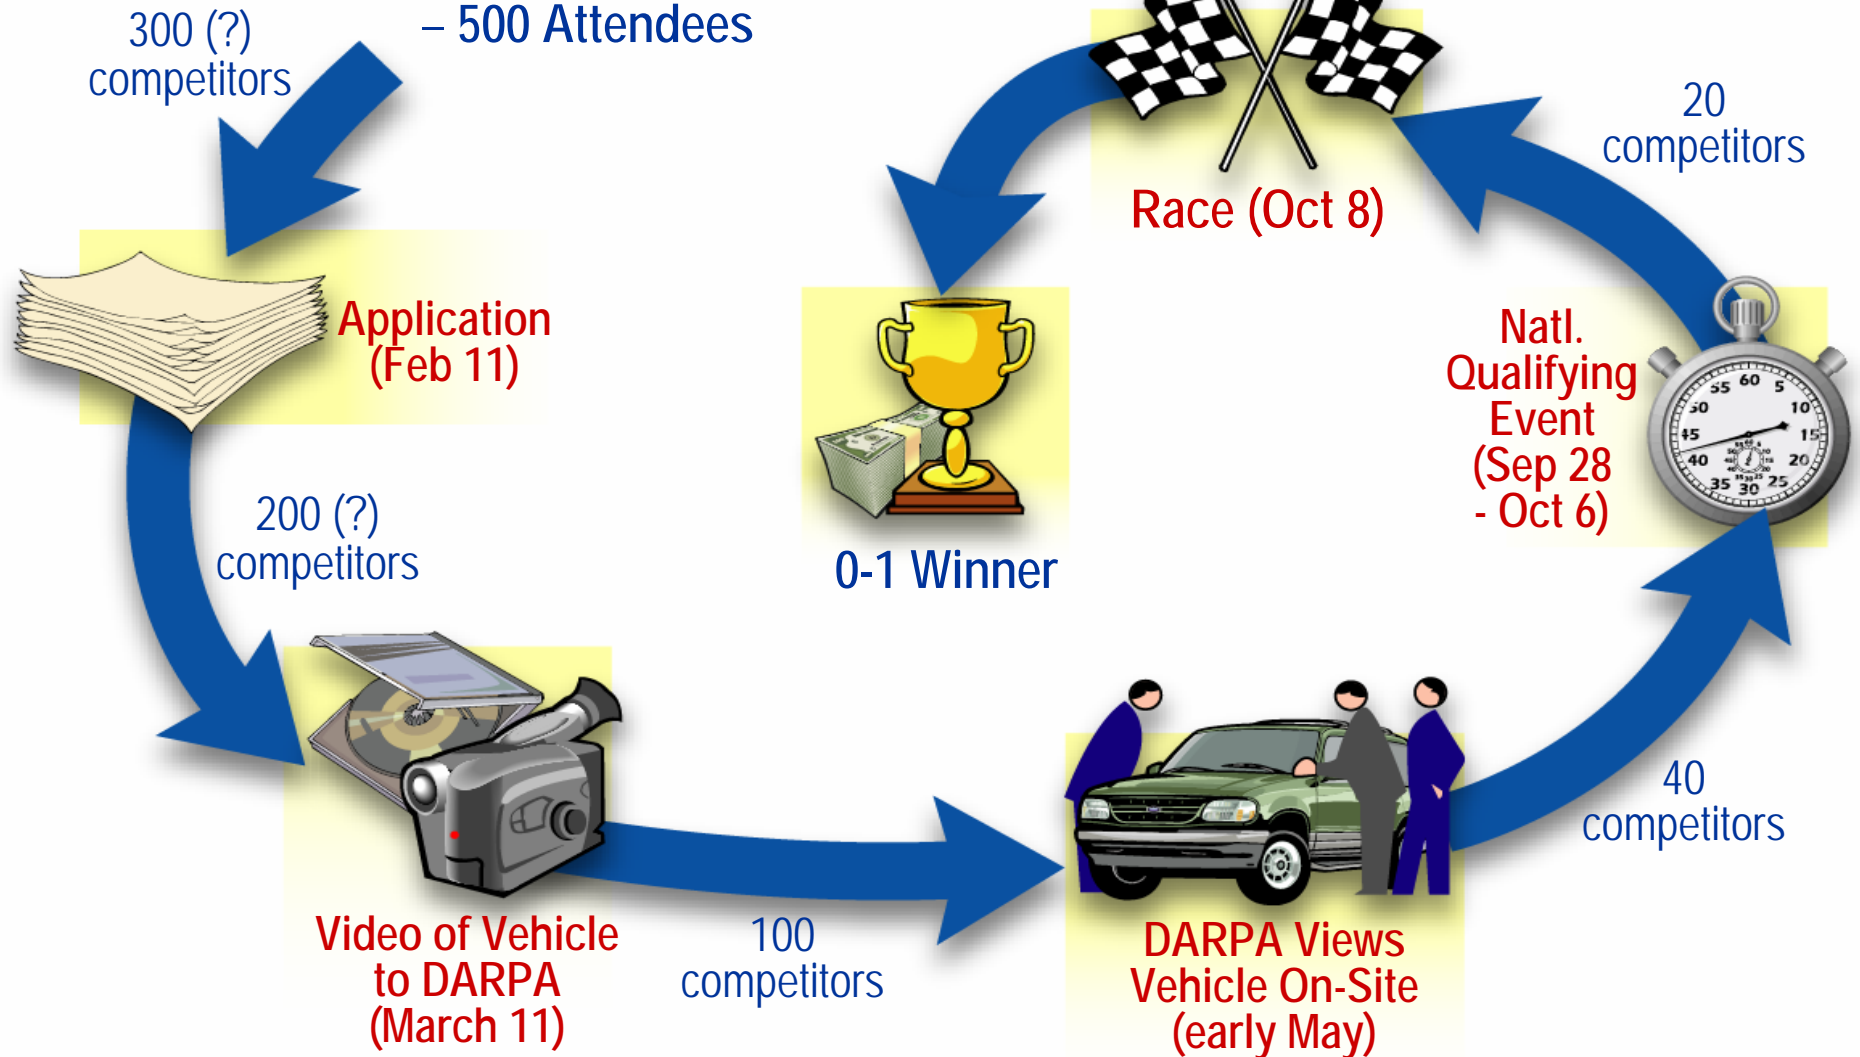 – 500 Attendees
300 (?)
competitors
Application
(Feb 11)
200 (?)
competitors
Video of Vehicle
to DARPA
(March 11)
100
competitors
DARPA Views
Vehicle On-Site
(early May)
40
competitors
Natl.
Qualifying
Event
(Sep 28
- Oct 6)
60
5
10
15
20
25
30
35
40
45
50
55
20
competitors
Race (Oct 8)
0-1 Winner